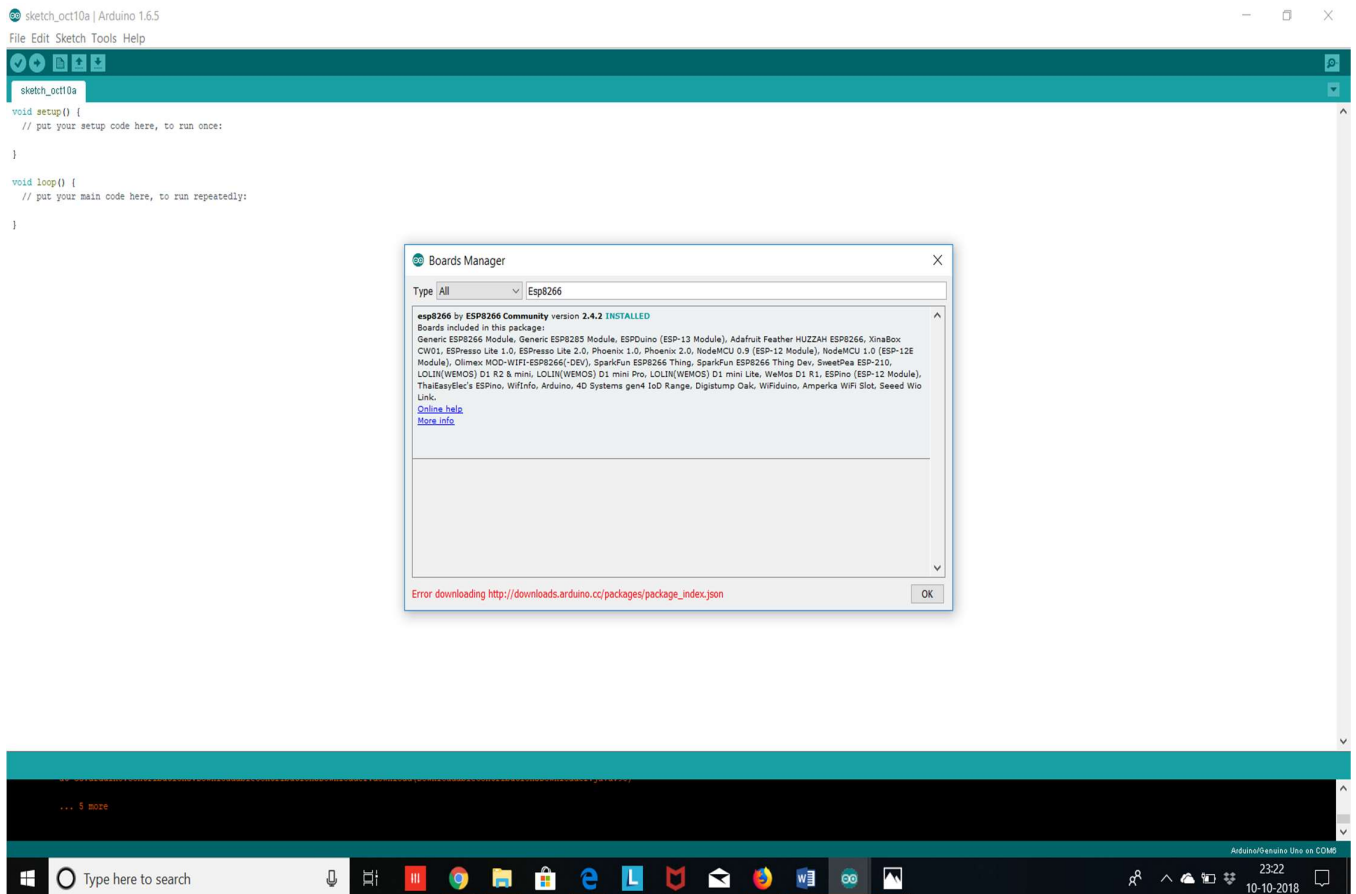 sketch_oct10a | Arduino 1.6.5
File Edit Sketch Tools Help
sketch_oct10a
void setup() {
// put your setup code here, to run once:
}
void loop() {
// put your main code here, to run repeatedly:
}
Boards Manager
Type All Esp8266
esp8266 by ESP8266 Community version 2.4.2 INSTALLED
Boards included in this package:
Generic ESP8266 Module, Generic ESP8285 Module, ESPDuino (ESP-13 Module), Adafruit Feather HUZZAH ESP8266, XinaBox
CW01, ESPresso Lite 1.0, ESPresso Lite 2.0, Phoenix 1.0, Phoenix 2.0, NodeMCU 0.9 (ESP-12 Module), NodeMCU 1.0 (ESP-12E
Module), Olimex MOD-WIFI-ESP8266(-DEV), SparkFun ESP8266 Thing, SparkFun ESP8266 Thing Dev, SweetPea ESP-210,
LOLIN(WEMOS) D1 R2 & mini, LOLIN(WEMOS) D1 mini Pro, LOLIN(WEMOS) D1 mini Lite, WeMos D1 R1, ESPino (ESP-12 Module),
ThaiEasyElec's ESPino, WifInfo, Arduino, 4D Systems gen4 IoD Range, Digistump Oak, WiFiduino, Amperka WiFi Slot, Seeed Wio
Link.
Online help
More info
Error downloading http://downloads.arduino.cc/packages/package_index.json
OK
... 5 more
Arduino/Genuino Uno on COM6
Type here to search
23:22
10-10-2018